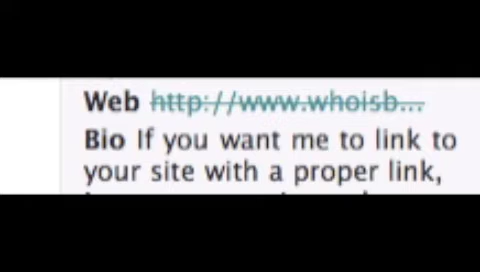 Web http://www.whoisb...
Bio If you want me to link to
your site with a proper link,